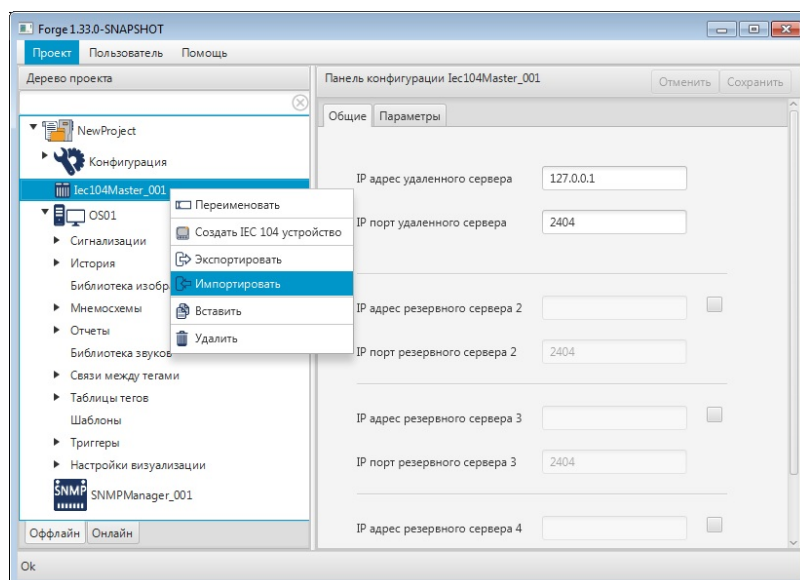 Forge 1.33.0-SNAPSHOT
Проект Пользователь Помощь
Дерево проекта
NewProject
Конфигурация
Iec104Master_001
OS01
Сигнализации
История
Библиотека изобр
Мнемосхемы
Отчеты
Библиотека звуков
Связи между тегами
Таблицы тегов
Шаблоны
Триггеры
Настройки визуализации
SNMP
SNMPManager_001
Оффлайн Онлайн
Переименовать
Создать IEC 104 устройство
Экспортировать
Импортировать
Вставить
Удалить
Панель конфигурации Iec104Master_001
Отменить Сохранить
Общие Параметры
IP адрес удаленного сервера 127.0.0.1
IP порт удаленного сервера 2404
IP адрес резервного сервера 2
IP порт резервного сервера 2 2404
IP адрес резервного сервера 3
IP порт резервного сервера 3 2404
IP адрес резервного сервера 4
Ok